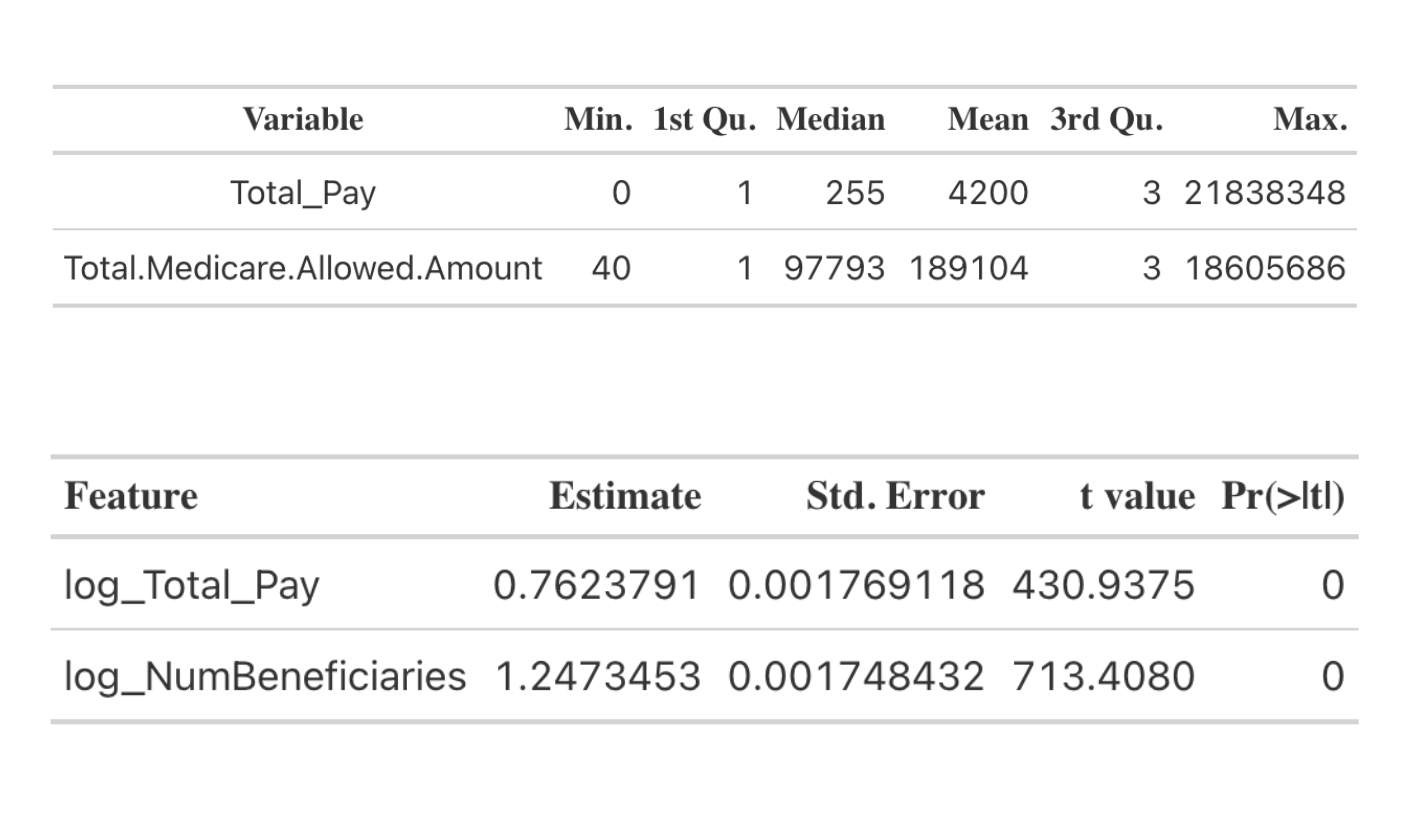 Variable Min. 1st Qu. Median Mean 3rd Qu. Max.
Total_Pay 0 1 255 4200 3 21838348
Total.Medicare.Allowed.Amount 40 1 97793 189104 3 18605686
Feature Estimate Std. Error t value Pr(>|t|)
log_Total_Pay 0.7623791 0.001769118 430.9375 0
log_NumBeneficiaries 1.2473453 0.001748432 713.4080 0